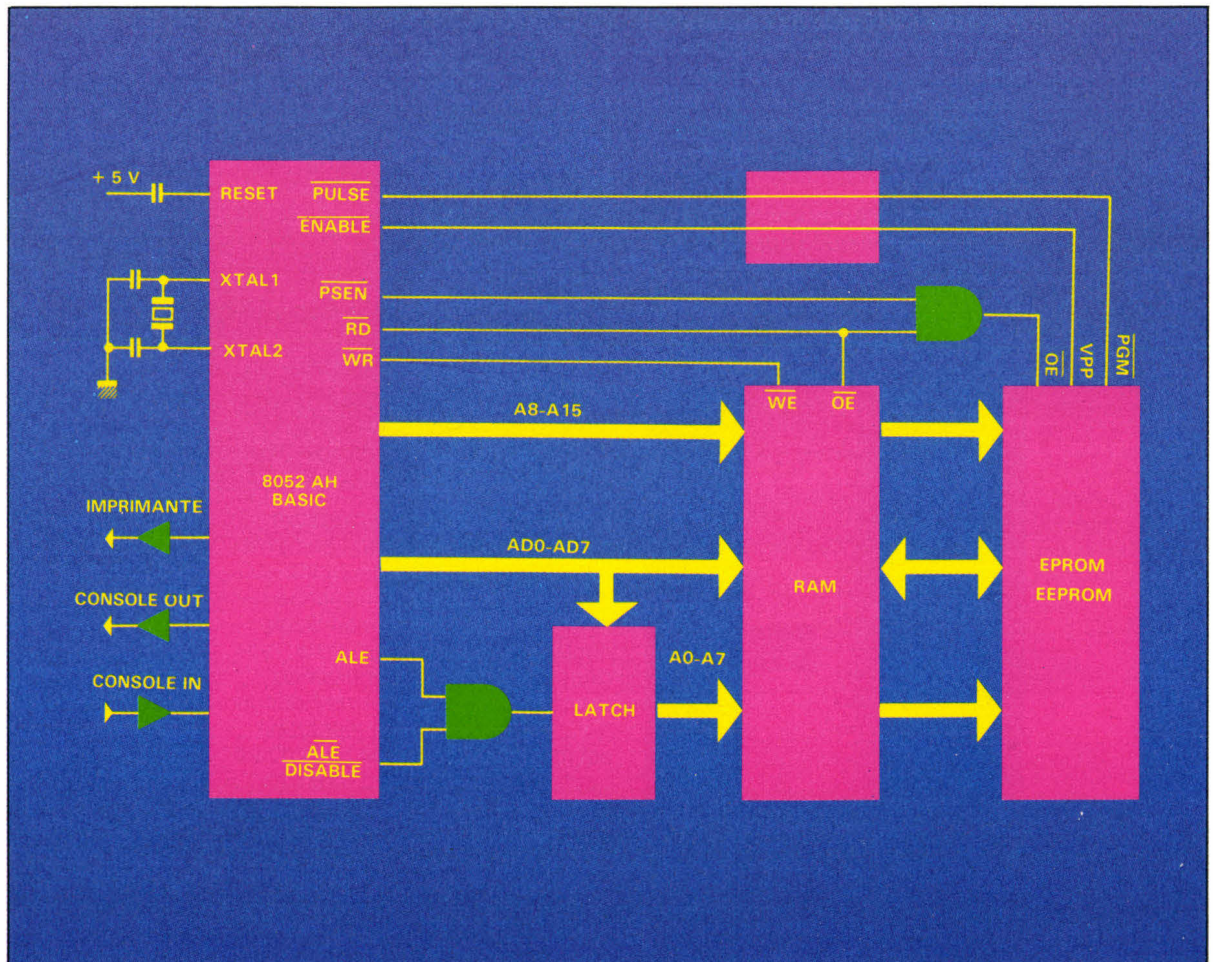 + 5 V
RESET
PULSE
ENABLE
XTAL1
PSEN
RD
XTAL2
WR
OE
VPP
PGM
WE
OE
A8-A15
8052 AH
BASIC
IMPRIMANTE
AD0-AD7
CONSOLE OUT
RAM
EPROM
EEPROM
ALE
A0-A7
CONSOLE IN
LATCH
ALE
DISABLE